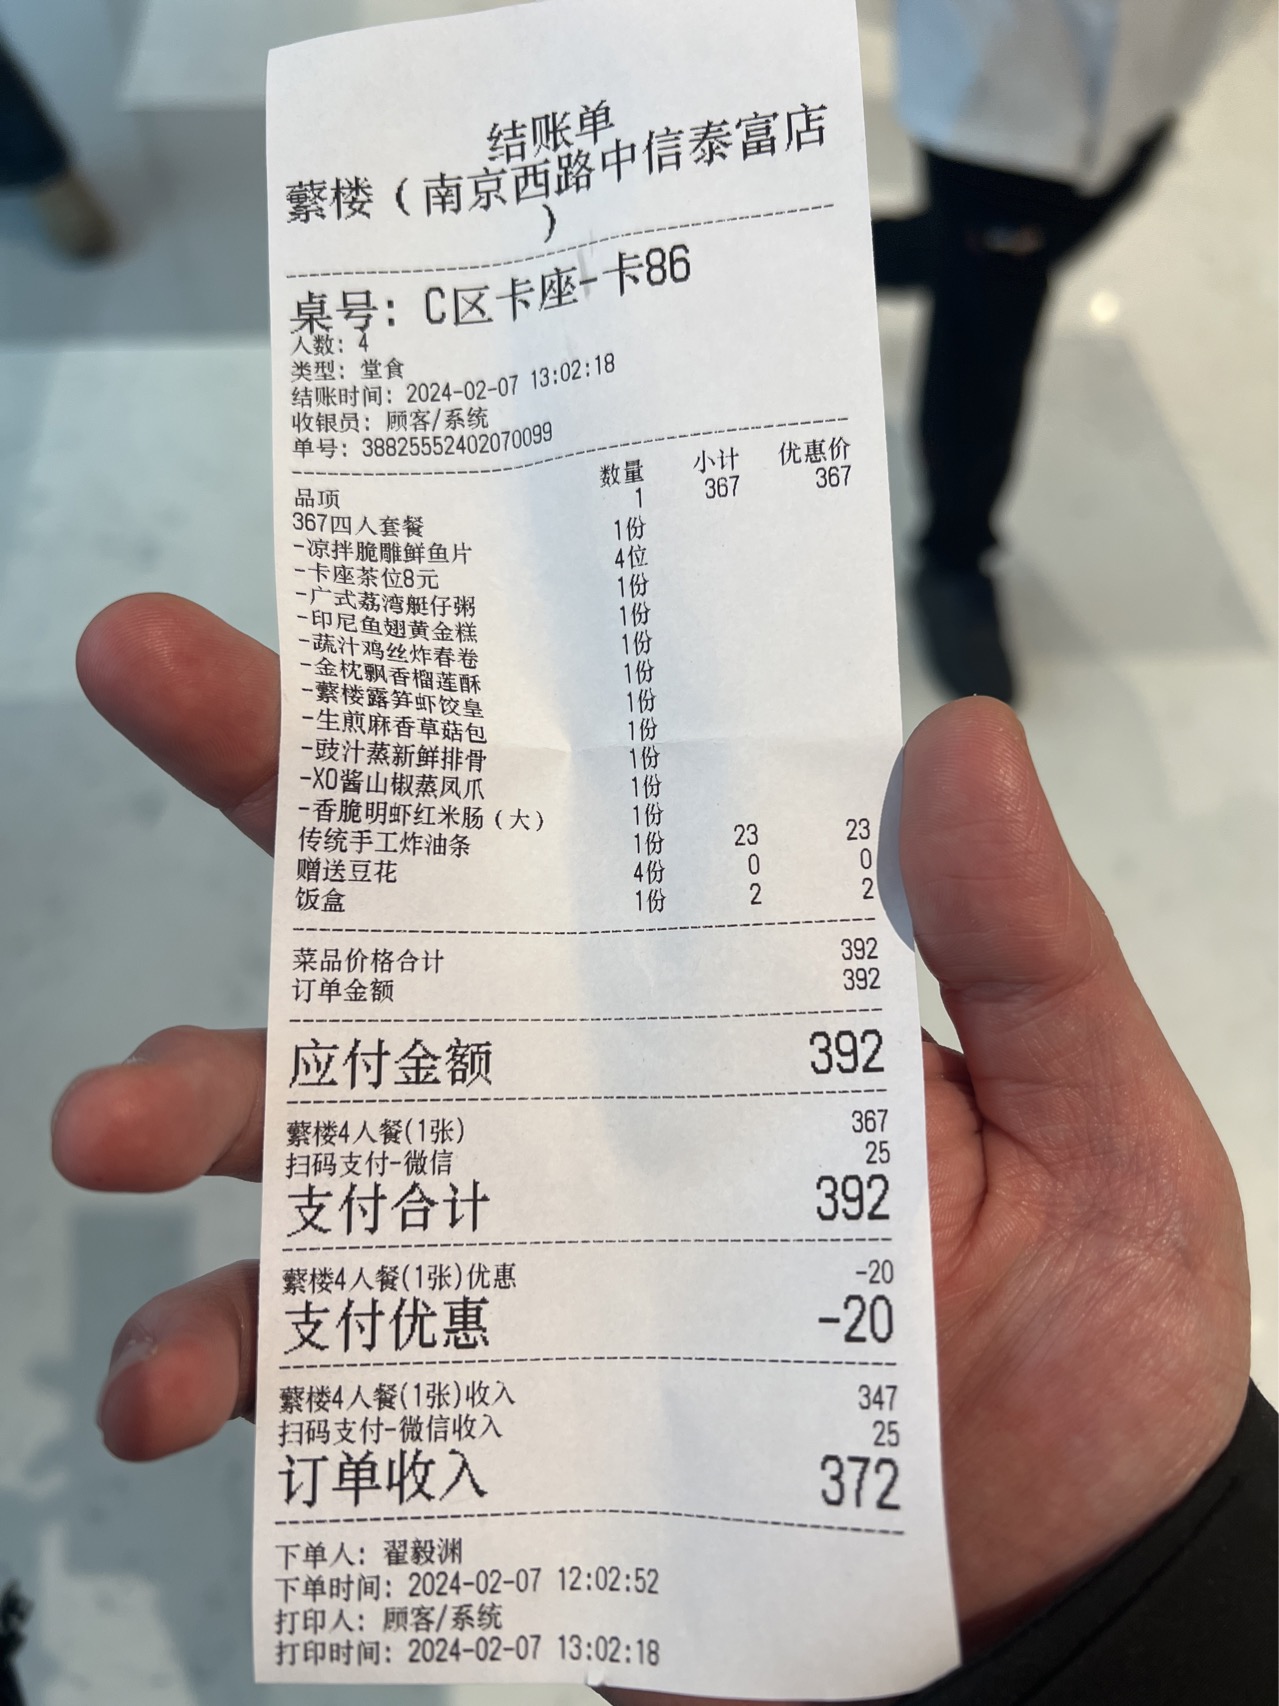 结账单
蘩楼（南京西路中信泰富店
）
桌号：C区卡座-卡86
人数：4
类型：堂食
结账时间：2024-02-07 13:02:18
收银员：顾客/系统
单号：38825552402070099
品项 数量 小计 优惠价
367四人套餐 1 367 367
-凉拌脆雕鲜鱼片 1份
-卡座茶位8元 4位
-广式荔湾艇仔粥 1份
-印尼鱼翅黄金糕 1份
-蔬汁鸡丝炸春卷 1份
-金枕飘香榴莲酥 1份
-蘩楼露笋虾饺皇 1份
-生煎麻香草菇包 1份
-豉汁蒸新鲜排骨 1份
-XO酱山椒蒸凤爪 1份
-香脆明虾红米肠（大） 1份
传统手工炸油条 1份 23 23
赠送豆花 4份 0 0
饭盒 1份 2 2
菜品价格合计 392
订单金额 392
应付金额 392
蘩楼4人餐(1张) 367
扫码支付-微信 25
支付合计 392
蘩楼4人餐(1张)优惠 -20
支付优惠 -20
蘩楼4人餐(1张)收入 347
扫码支付-微信收入 25
订单收入 372
下单人：翟毅渊
下单时间：2024-02-07 12:02:52
打印人：顾客/系统
打印时间：2024-02-07 13:02:18